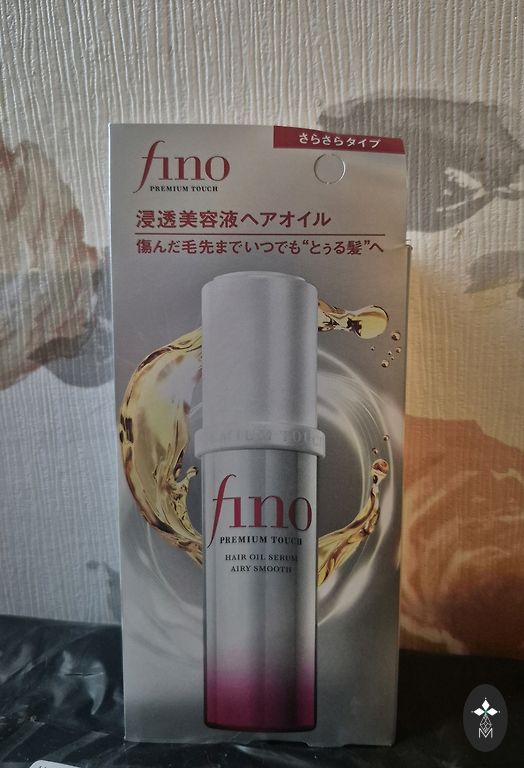 さらさらタイプ
fino
PREMIUM TOUCH
浸透美容液ヘアオイル
傷んだ毛先までいつでも“とぅる髪”へ
PREMIUM TOUCH
fino
PREMIUM TOUCH
HAIR OIL SERUM
AIRY SMOOTH